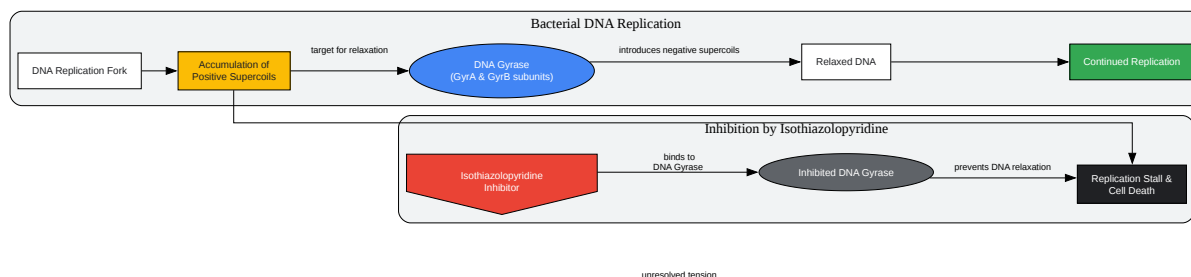 Bacterial DNA Replication
DNA Replication Fork
Accumulation of
Positive Supercoils
target for relaxation
DNA Gyrase
(GyrA & GyrB subunits)
introduces negative supercoils
Relaxed DNA
Continued Replication
Inhibition by Isothiazolopyridine
Isothiazolopyridine
Inhibitor
binds to
DNA Gyrase
Inhibited DNA Gyrase
prevents DNA relaxation
Replication Stall &
Cell Death
unresolved tension